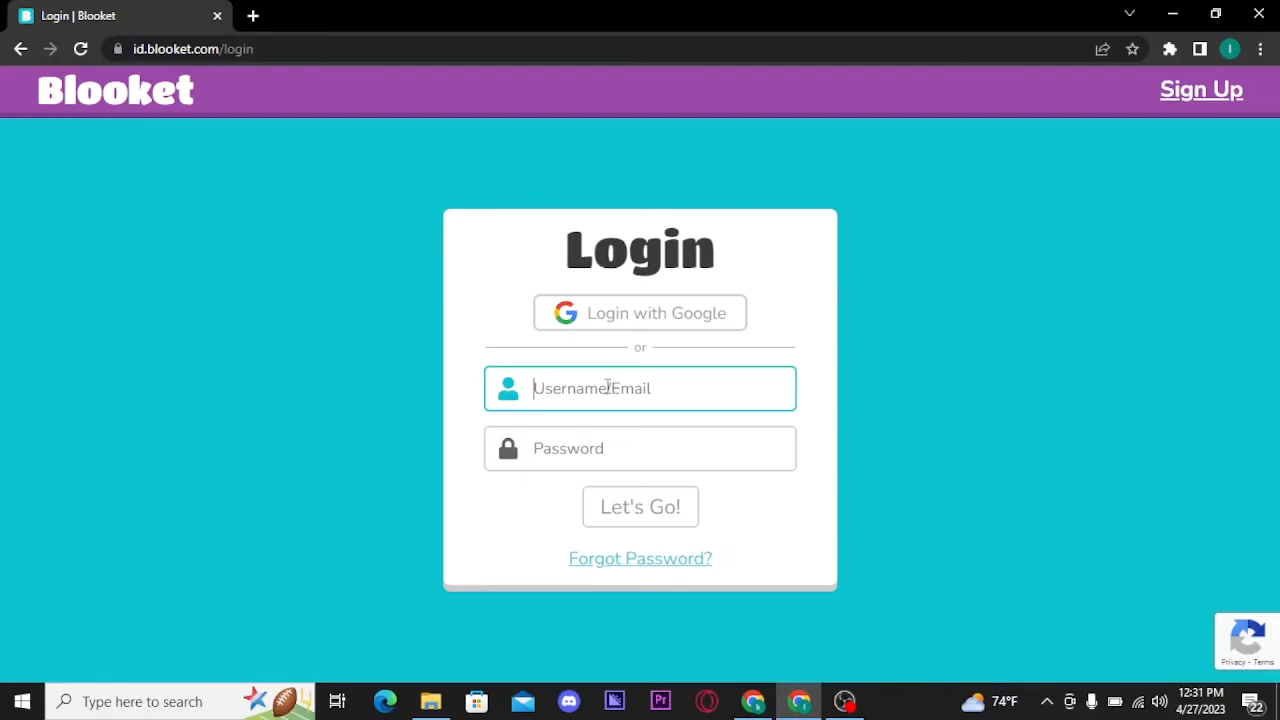 Login | Blooket
id.blooket.com/login
I
Blooket
Sign Up
Login
G Login with Google
or
Username/Email
Password
Let's Go!
Forgot Password?
Privacy - Terms
Type here to search
Pr
74°F
12:31 PM
4/27/2023
22